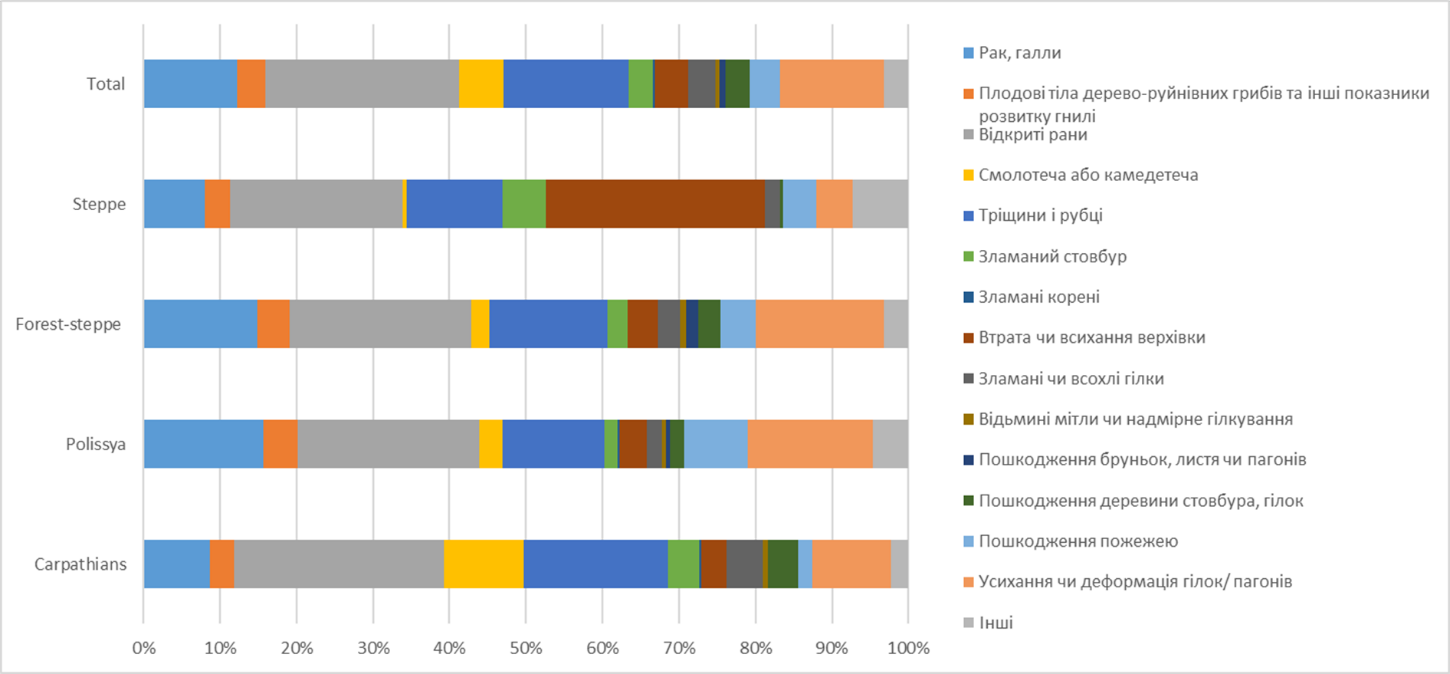 Total
Steppe
Forest-steppe
Polissya
Carpathians
0% 10% 20% 30% 40% 50% 60% 70% 80% 90% 100%
Рак, галли
Плодові тіла дерево-руйнівних грибів та інші показники
розвитку гнилі
Відкриті рани
Смолотеча або камедетеча
Тріщини і рубці
Зламаний стовбур
Зламані корені
Втрата чи всихання верхівки
Зламані чи всохлі гілки
Відьмині мітли чи надмірне гілкування
Пошкодження бруньок, листя чи пагонів
Пошкодження деревини стовбура, гілок
Пошкодження пожежею
Усихання чи деформація гілок/ пагонів
Інші